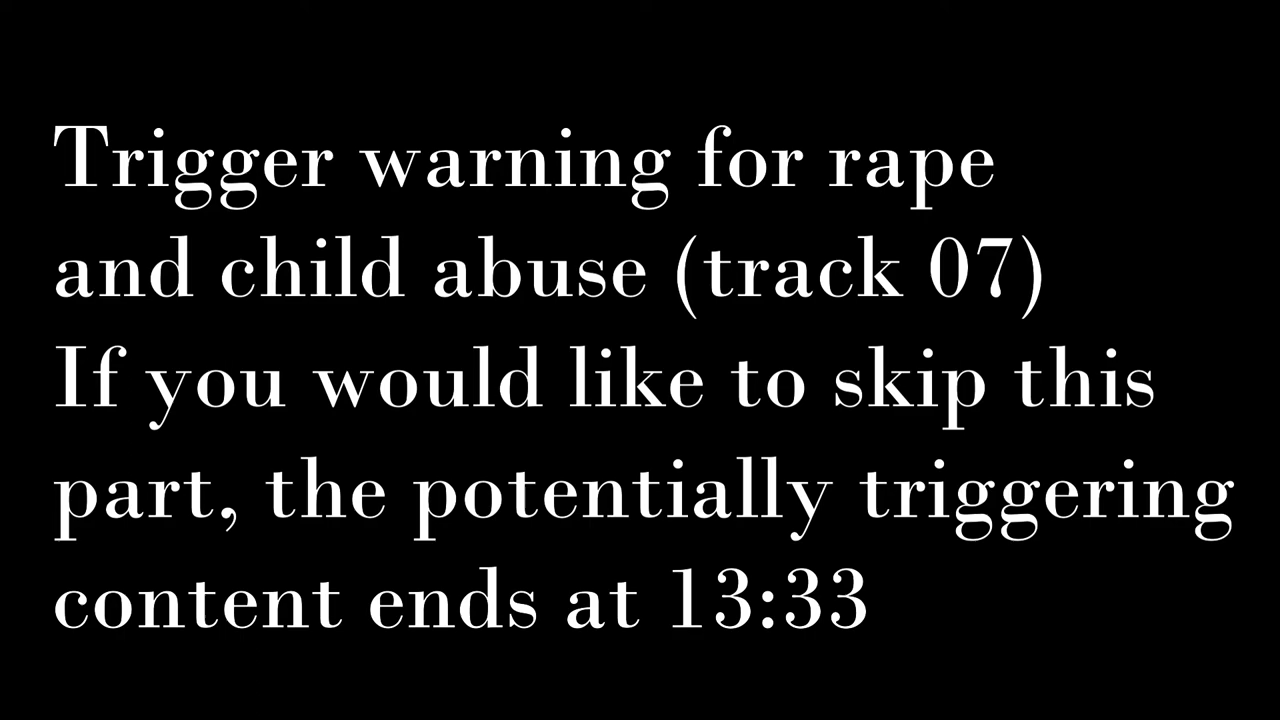 Trigger warning for rape
and child abuse (track 07)
If you would like to skip this
part, the potentially triggering
content ends at 13:33